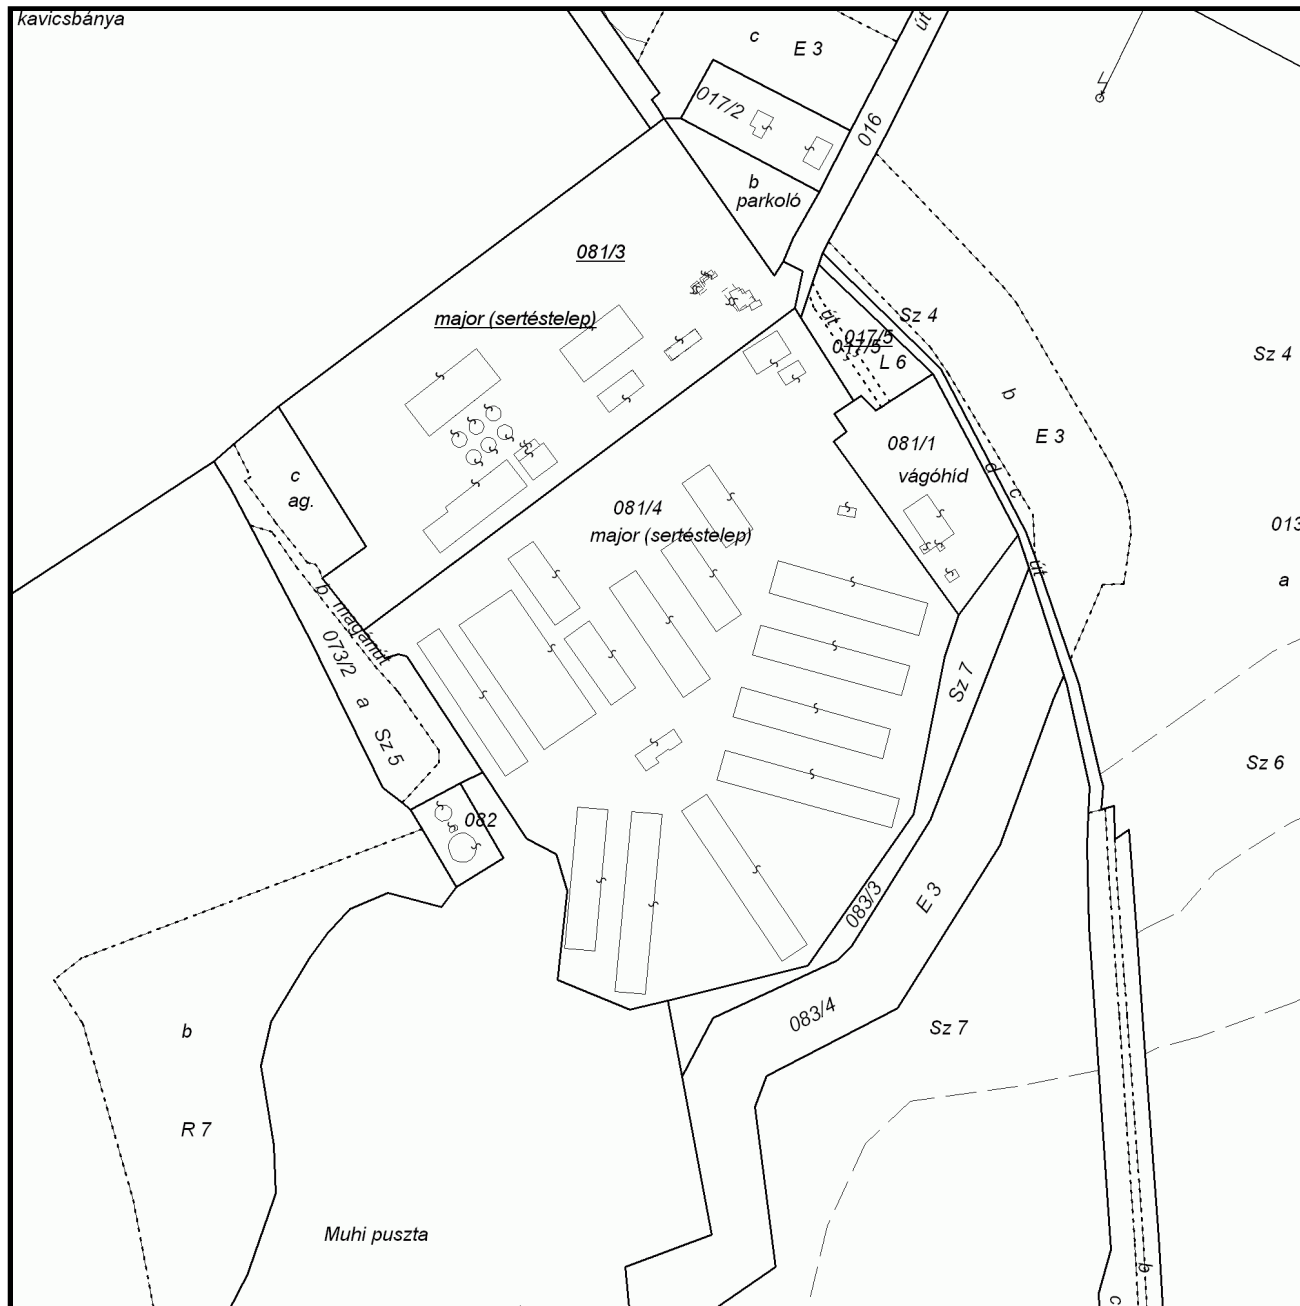 kavicsbánya
út
c
E 3
017/2
016
b
parkoló
081/3
major (sertéstelep)
út
017/5
017/5
L 6
Sz 4
Sz 4
b
E 3
081/1
vágóhíd
d
c
c
ag.
081/4
major (sertéstelep)
013
a
út
b magánút
073/2
a
Sz 5
Sz 7
Sz 6
082
083/3
E 3
083/4
Sz 7
b
R 7
Muhi puszta
b
c